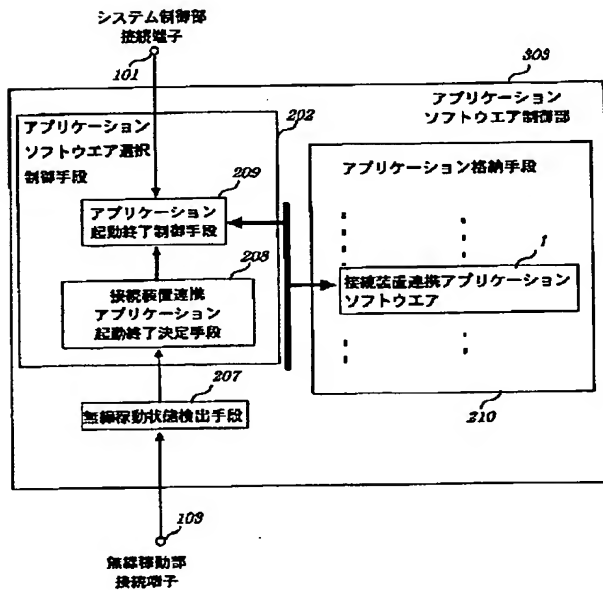 システム制御部
接続端子
101
303
アプリケーション
ソフトウエア制御部
202
アプリケーション
ソフトウエア選択
制御手段
209
アプリケーション
起動終了制御手段
208
接続装置連携
アプリケーション
起動終了決定手段
207
無線稼動状態検出手段
103
無線稼動部
接続端子
アプリケーション格納手段
1
接続装置連携アプリケーション
ソフトウエア
210